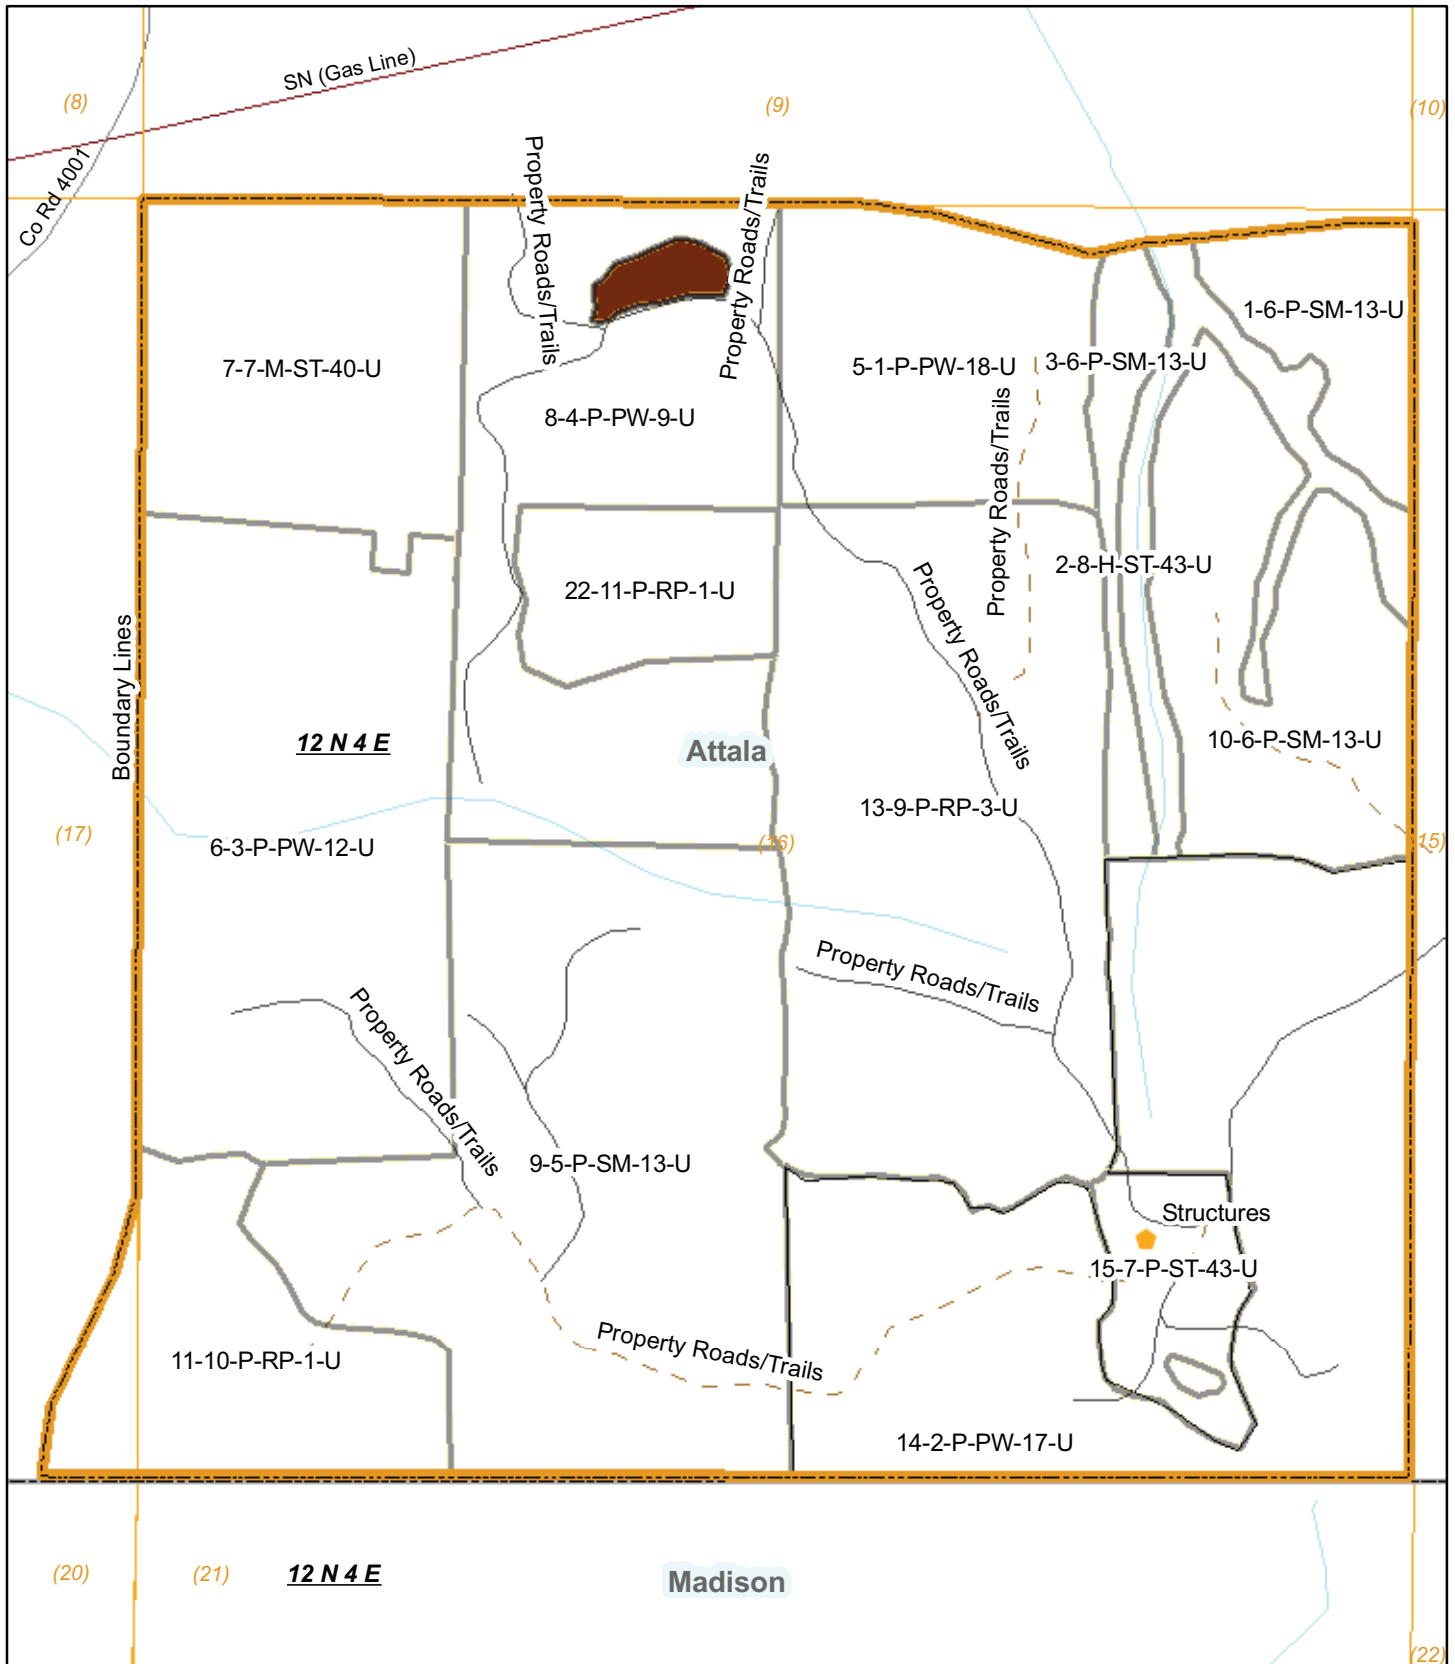 SN (Gas Line)
(8)
(9)
(10)
Co Rd 4001
Property Roads/Trails
Property Roads/Trails
1-6-P-SM-13-U
7-7-M-ST-40-U
5-1-P-PW-18-U
3-6-P-SM-13-U
8-4-P-PW-9-U
Property Roads/Trails
2-8-H-ST-43-U
22-11-P-RP-1-U
Property Roads/Trails
Boundary Lines
12 N 4 E
Attala
10-6-P-SM-13-U
13-9-P-RP-3-U
(17)
6-3-P-PW-12-U
(16)
(15)
Property Roads/Trails
Property Roads/Trails
9-5-P-SM-13-U
Structures
15-7-P-ST-43-U
Property Roads/Trails
11-10-P-RP-1-U
14-2-P-PW-17-U
(20)
(21)
12 N 4 E
Madison
(22)